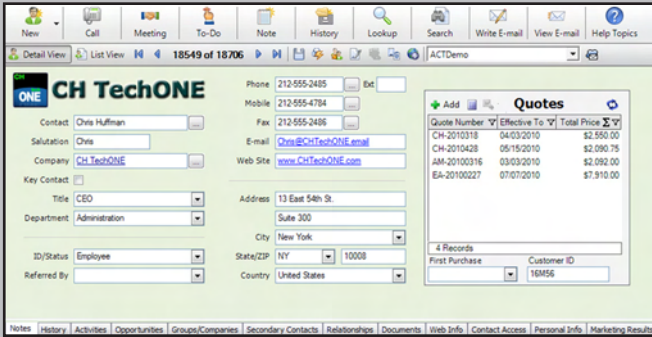 New Call Meeting To-Do Note History Lookup Search Write E-mail View E-mail Help Topics
Detail View List View 18549 of 18706 ACTDemo
CH
ONE
CH TechONE
Contact Chris Huffman
Salutation Chris
Company CH TechONE
Key Contact
Title CEO
Department Administration
ID/Status Employee
Referred By
Phone 212-555-2485 ... Ext
Mobile 212-555-4784 ...
Fax 212-555-2486 ...
E-mail Chris@CHTechONE.email
Web Site www.CHTechONE.com
Address 13 East 54th St.
Suite 300
City New York
State/ZIP NY 10008
Country United States
Add Quotes
Quote Number Effective To Total Price Σ
CH-2010318 04/03/2010 $2,550.00
CH-2010428 05/15/2010 $2,090.75
AM-20100316 03/03/2010 $2,092.00
EA-20100227 07/07/2010 $7,910.00
4 Records
First Purchase Customer ID
16M56
Notes History Activities Opportunities Groups/Companies Secondary Contacts Relationships Documents Web Info Contact Access Personal Info Marketing Results